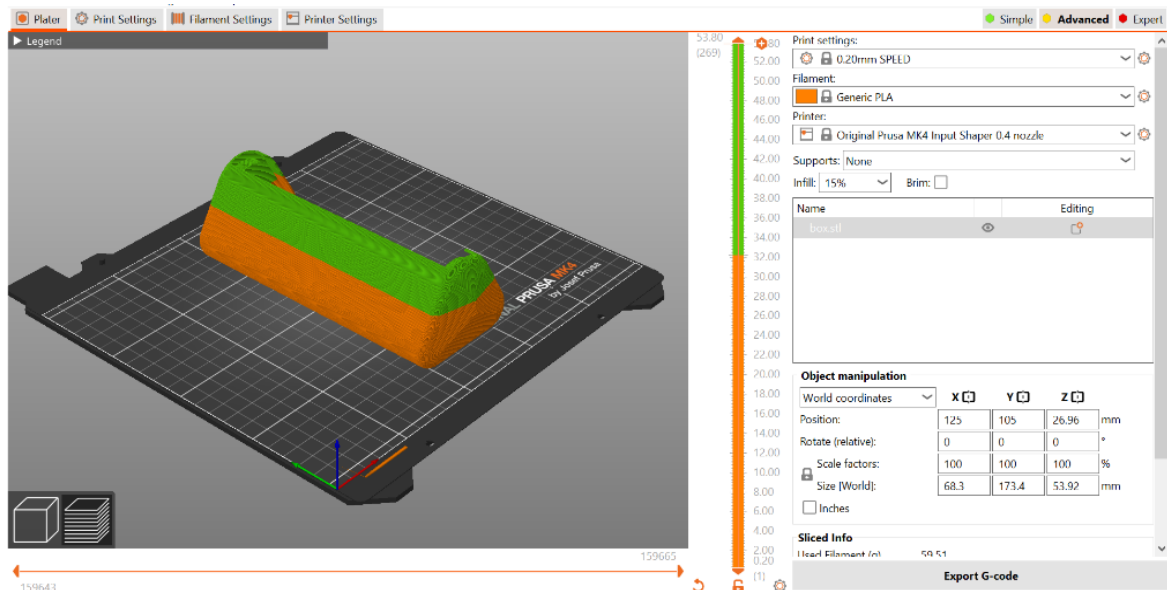 Plater Print Settings Filament Settings Printer Settings Simple Advanced Expert
Legend
53.80
(269)
52.00
50.00
48.00
46.00
44.00
42.00
40.00
38.00
36.00
34.00
32.00
30.00
28.00
26.00
24.00
22.00
20.00
18.00
16.00
14.00
12.00
10.00
8.00
6.00
4.00
2.00
0.20
(1)
PRUSA MK4
by Josef Prusa
159665
159643
Print settings:
0.20mm SPEED
Filament:
Generic PLA
Printer:
Original Prusa MK4 Input Shaper 0.4 nozzle
Supports: None
Infill: 15% Brim:
Name Editing
box.stl
Object manipulation
World coordinates X Y Z
Position: 125 105 26.96 mm
Rotate (relative): 0 0 0 °
Scale factors: 100 100 100 %
Size [World]: 68.3 173.4 53.92 mm
Inches
Sliced Info
Used Filament (g) 59.51
Export G-code